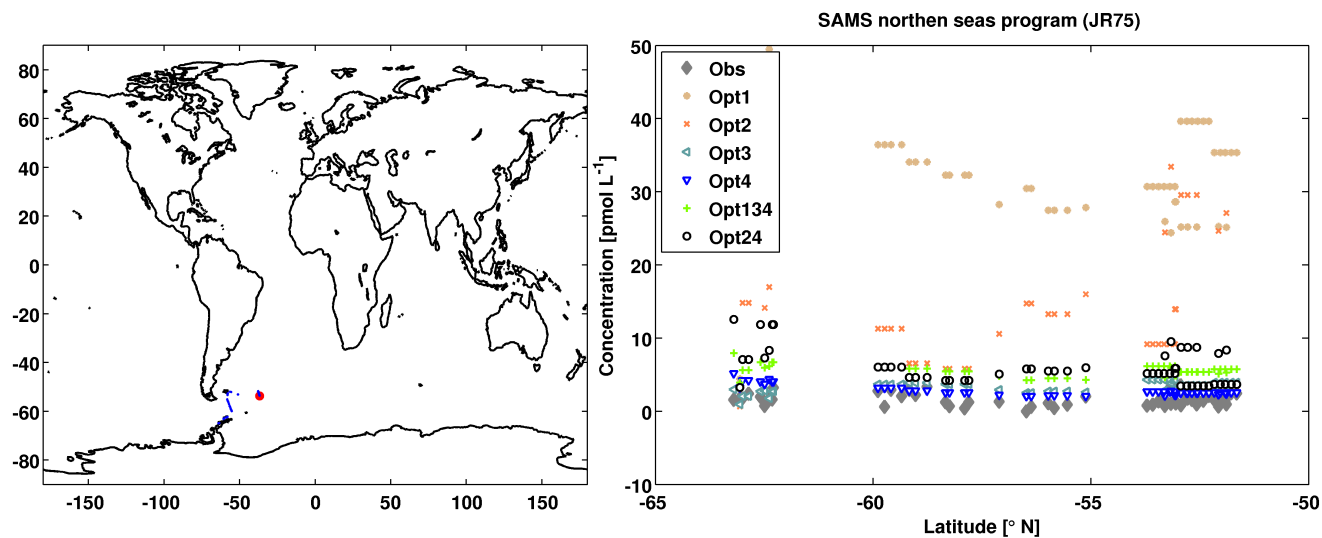 SAMS northen seas program (JR75)
80
60
40
20
0
-20
-40
-60
-80
-150
-100
-50
0
50
100
150
Concentration [pmol L-1]
50
40
30
20
10
0
-10
Obs
Opt1
Opt2
Opt3
Opt4
Opt134
Opt24
-65
-60
-55
-50
Latitude [° N]